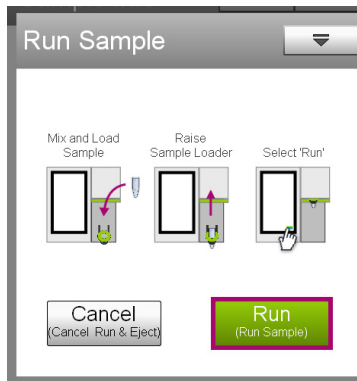 Run Sample
Mix and Load
Sample
Raise
Sample Loader
Select 'Run'
Cancel
(Cancel Run & Eject)
Run
(Run Sample)